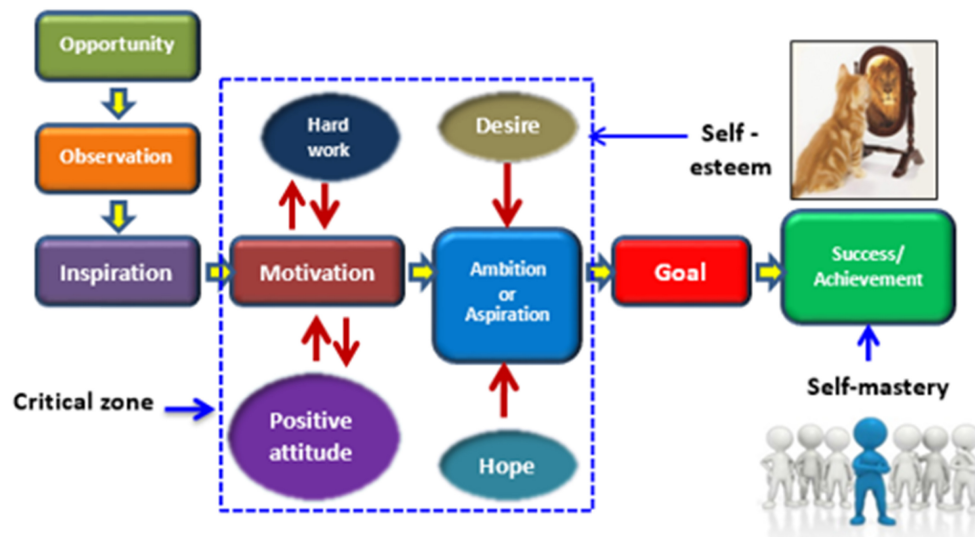 Opportunity
Observation
Inspiration
Hard
work
Desire
Self -
esteem
Motivation
Ambition
or
Aspiration
Goal
Success/
Achievement
Critical zone
Positive
attitude
Hope
Self-mastery